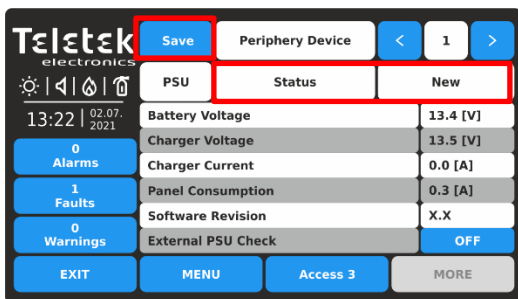 Teletek
electronics
Save
Periphery Device
<
1
>
PSU
Status
New
13:22
02.07.
2021
Battery Voltage
13.4 [V]
Charger Voltage
13.5 [V]
0
Alarms
Charger Current
0.0 [A]
1
Faults
Panel Consumption
0.3 [A]
Software Revision
X.X
0
Warnings
External PSU Check
OFF
EXIT
MENU
Access 3
MORE